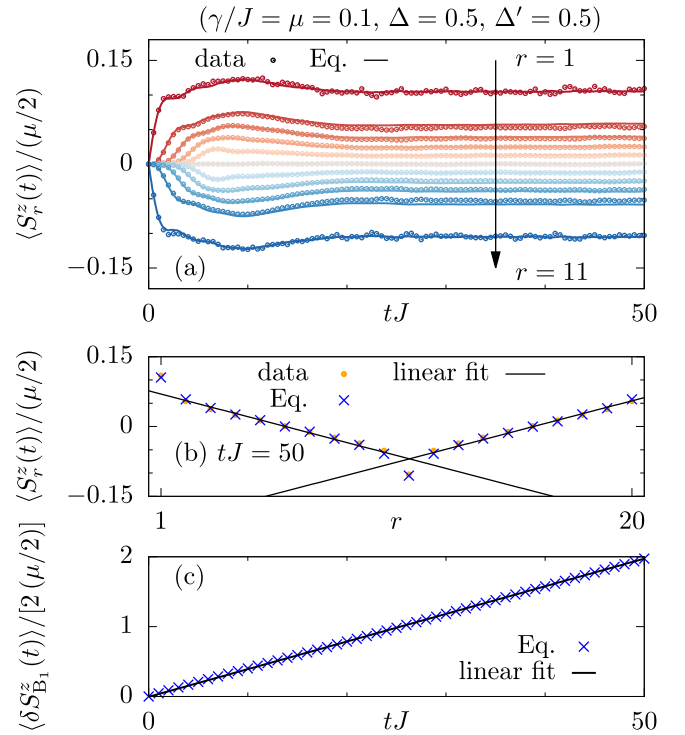 (γ/J = μ = 0.1, Δ = 0.5, Δ′ = 0.5)
0.15
0
−0.15
⟨S_r^z(t)⟩/(μ/2)
data
Eq.
r = 1
r = 11
(a)
0
tJ
50
0.15
0
−0.15
⟨S_r^z(t)⟩/(μ/2)
data
linear fit
Eq.
(b) tJ = 50
1
r
20
2
1
0
⟨δS_{B_1}^z(t)⟩/[2 (μ/2)]
(c)
Eq.
linear fit
0
tJ
50